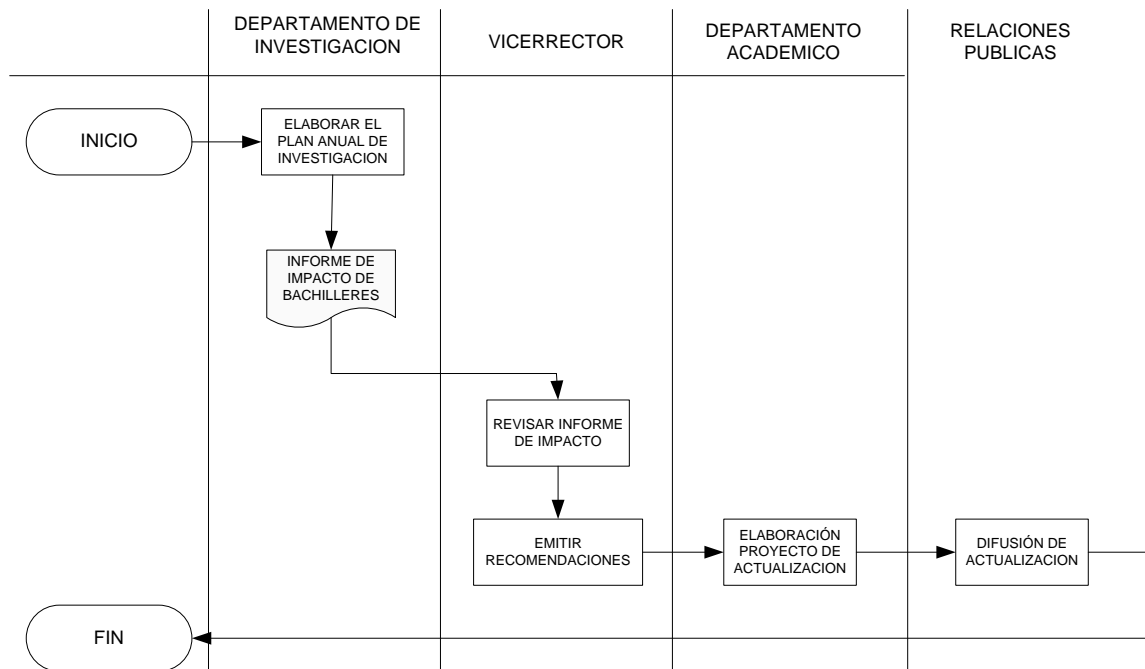 DEPARTAMENTO DE
INVESTIGACION
VICERRECTOR
DEPARTAMENTO
ACADEMICO
RELACIONES
PUBLICAS
INICIO
ELABORAR EL
PLAN ANUAL DE
INVESTIGACION
INFORME DE
IMPACTO DE
BACHILLERES
REVISAR INFORME
DE IMPACTO
EMITIR
RECOMENDACIONES
ELABORACIÓN
PROYECTO DE
ACTUALIZACION
DIFUSIÓN DE
ACTUALIZACION
FIN